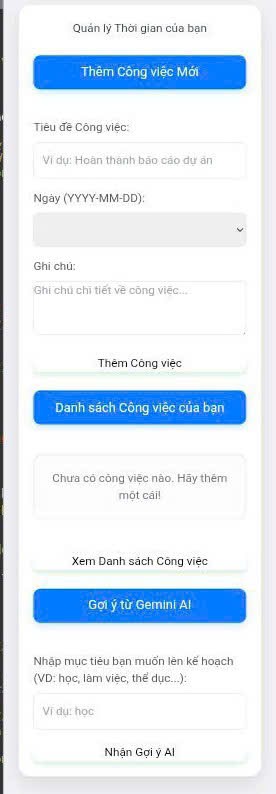 Quản lý Thời gian của bạn
Thêm Công việc Mới
Tiêu đề Công việc:
Ví dụ: Hoàn thành báo cáo dự án
Ngày (YYYY-MM-DD):
Ghi chú:
Ghi chú chi tiết về công việc...
Thêm Công việc
Danh sách Công việc của bạn
Chưa có công việc nào. Hãy thêm
một cái!
Xem Danh sách Công việc
Gợi ý từ Gemini AI
Nhập mục tiêu bạn muốn lên kế hoạch
(VD: học, làm việc, thể dục...):
Ví dụ: học
Nhận Gợi ý AI